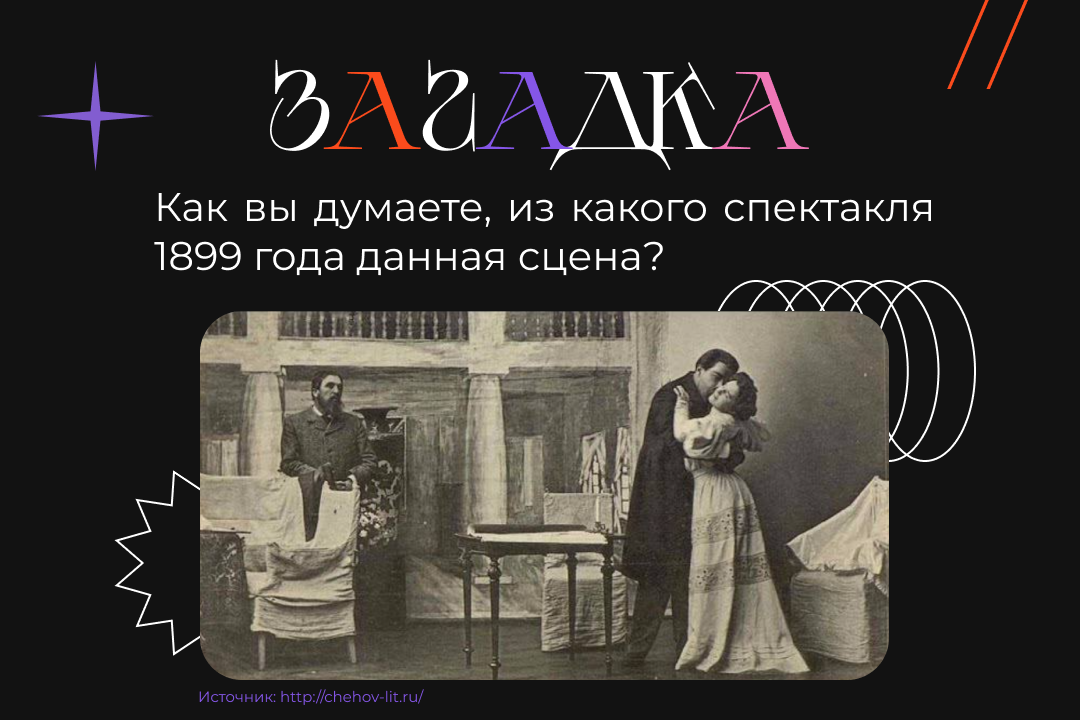 ЗАГАДКА
Как вы думаете, из какого спектакля
1899 года данная сцена?
Источник: http://chehov-lit.ru/